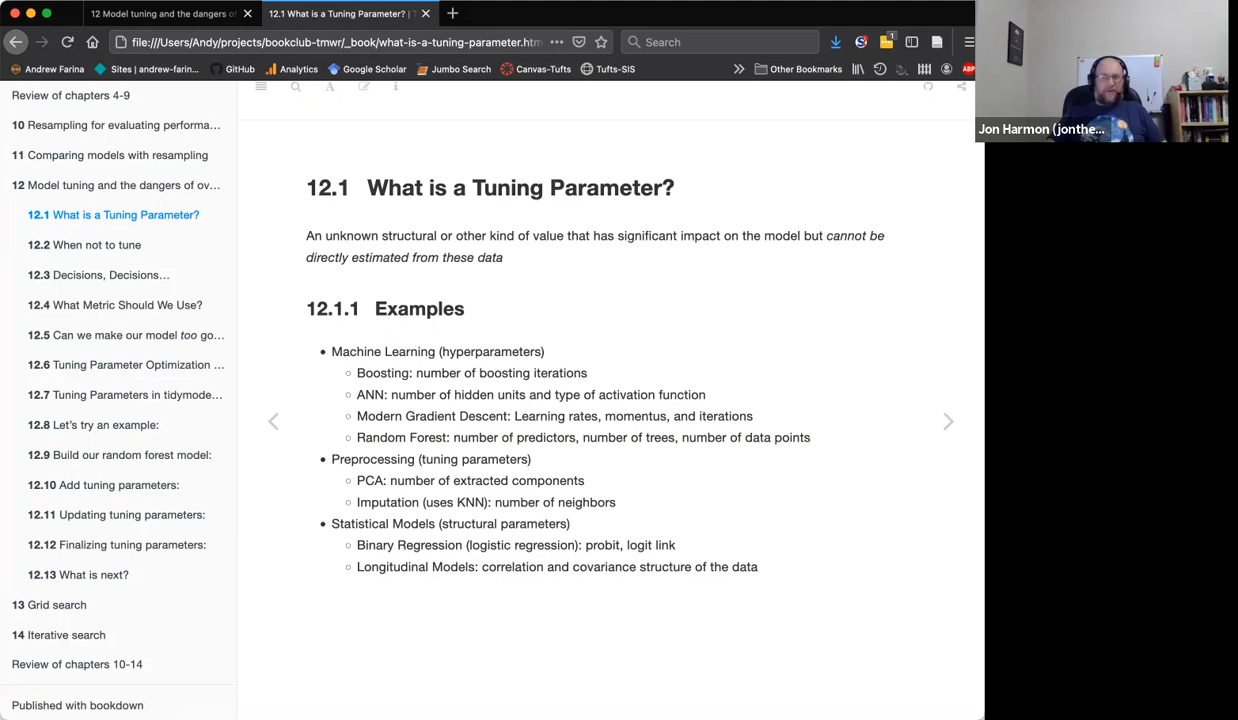 12 Model tuning and the dangers of
12.1 What is a Tuning Parameter? |
file:///Users/Andy/projects/bookclub-tmwr/_book/what-is-a-tuning-parameter.htm
Search
1
Andrew Farina
Sites | andrew-farin...
GitHub
Analytics
Google Scholar
Jumbo Search
Canvas-Tufts
Tufts-SIS
Other Bookmarks
ABP
Review of chapters 4-9
10 Resampling for evaluating performa...
11 Comparing models with resampling
12 Model tuning and the dangers of ov...
12.1 What is a Tuning Parameter?
12.2 When not to tune
12.3 Decisions, Decisions…
12.4 What Metric Should We Use?
12.5 Can we make our model too go...
12.6 Tuning Parameter Optimization ...
12.7 Tuning Parameters in tidymode...
12.8 Let’s try an example:
12.9 Build our random forest model:
12.10 Add tuning parameters:
12.11 Updating tuning parameters:
12.12 Finalizing tuning parameters:
12.13 What is next?
13 Grid search
14 Iterative search
Review of chapters 10-14
Published with bookdown
12.1 What is a Tuning Parameter?
An unknown structural or other kind of value that has significant impact on the model but cannot be
directly estimated from these data
12.1.1 Examples
• Machine Learning (hyperparameters)
○ Boosting: number of boosting iterations
○ ANN: number of hidden units and type of activation function
○ Modern Gradient Descent: Learning rates, momentus, and iterations
○ Random Forest: number of predictors, number of trees, number of data points
• Preprocessing (tuning parameters)
○ PCA: number of extracted components
○ Imputation (uses KNN): number of neighbors
• Statistical Models (structural parameters)
○ Binary Regression (logistic regression): probit, logit link
○ Longitudinal Models: correlation and covariance structure of the data
Jon Harmon (jonthe...